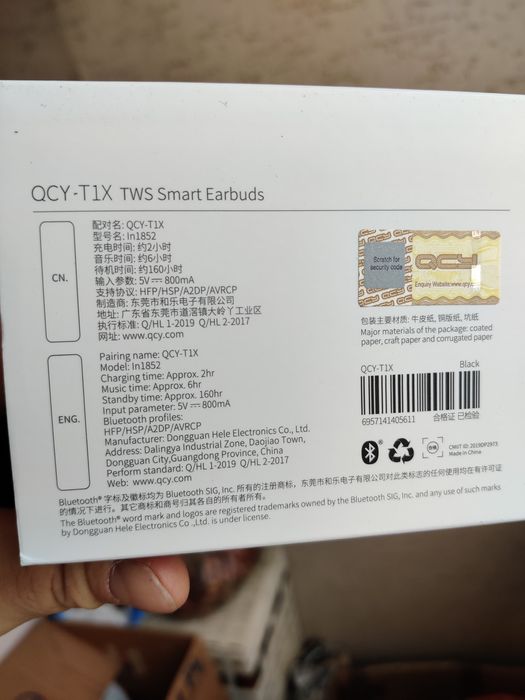 QCY-T1X TWS Smart Earbuds
CN.
配对名: QCY-T1X
型号名: In1852
充电时间: 约2小时
音乐时间: 约6小时
待机时间: 约160小时
输入参数: 5V⎓800mA
支持协议: HFP/HSP/A2DP/AVRCP
制造商: 东莞市和乐电子有限公司
地址: 广东省东莞市道滘镇大岭丫工业区
执行标准: Q/HL 1-2019 Q/HL 2-2017
网址: www.qcy.com
ENG.
Pairing name: QCY-T1X
Model: In1852
Charging time: Approx. 2hr
Music time: Approx. 6hr
Standby time: Approx. 160hr
Input parameter: 5V⎓800mA
Bluetooth profiles:
HFP/HSP/A2DP/AVRCP
Manufacturer: Dongguan Hele Electronics Co., Ltd.
Address: Dalingya Industrial Zone, Daojiao Town,
Dongguan City,Guangdong Province, China
Perform standard: Q/HL 1-2019 Q/HL 2-2017
Web: www.qcy.com
Scratch for
security code
QCY
Enquiry Website:www.qcy.c
包装主要材质: 牛皮纸, 铜版纸, 坑纸
Major materials of the package: coated
paper, craft paper and corrugated paper
QCY-T1X Black
6957141405611 合格证 已检验
合格
CMIIT ID: 2019DP2973
Made in China
Bluetooth® 字标及徽标均为 Bluetooth SIG, Inc. 所有的注册商标，东莞市和乐电子有限公司对此类标志的任何使用均在有许可证
的情况下进行。其它商标和商号归其各自的所有者所有。
The Bluetooth® word mark and logos are registered trademarks owned by the Bluetooth SIG, Inc. and any use of such marks
by Dongguan Hele Electronics Co .,Ltd. is under license.